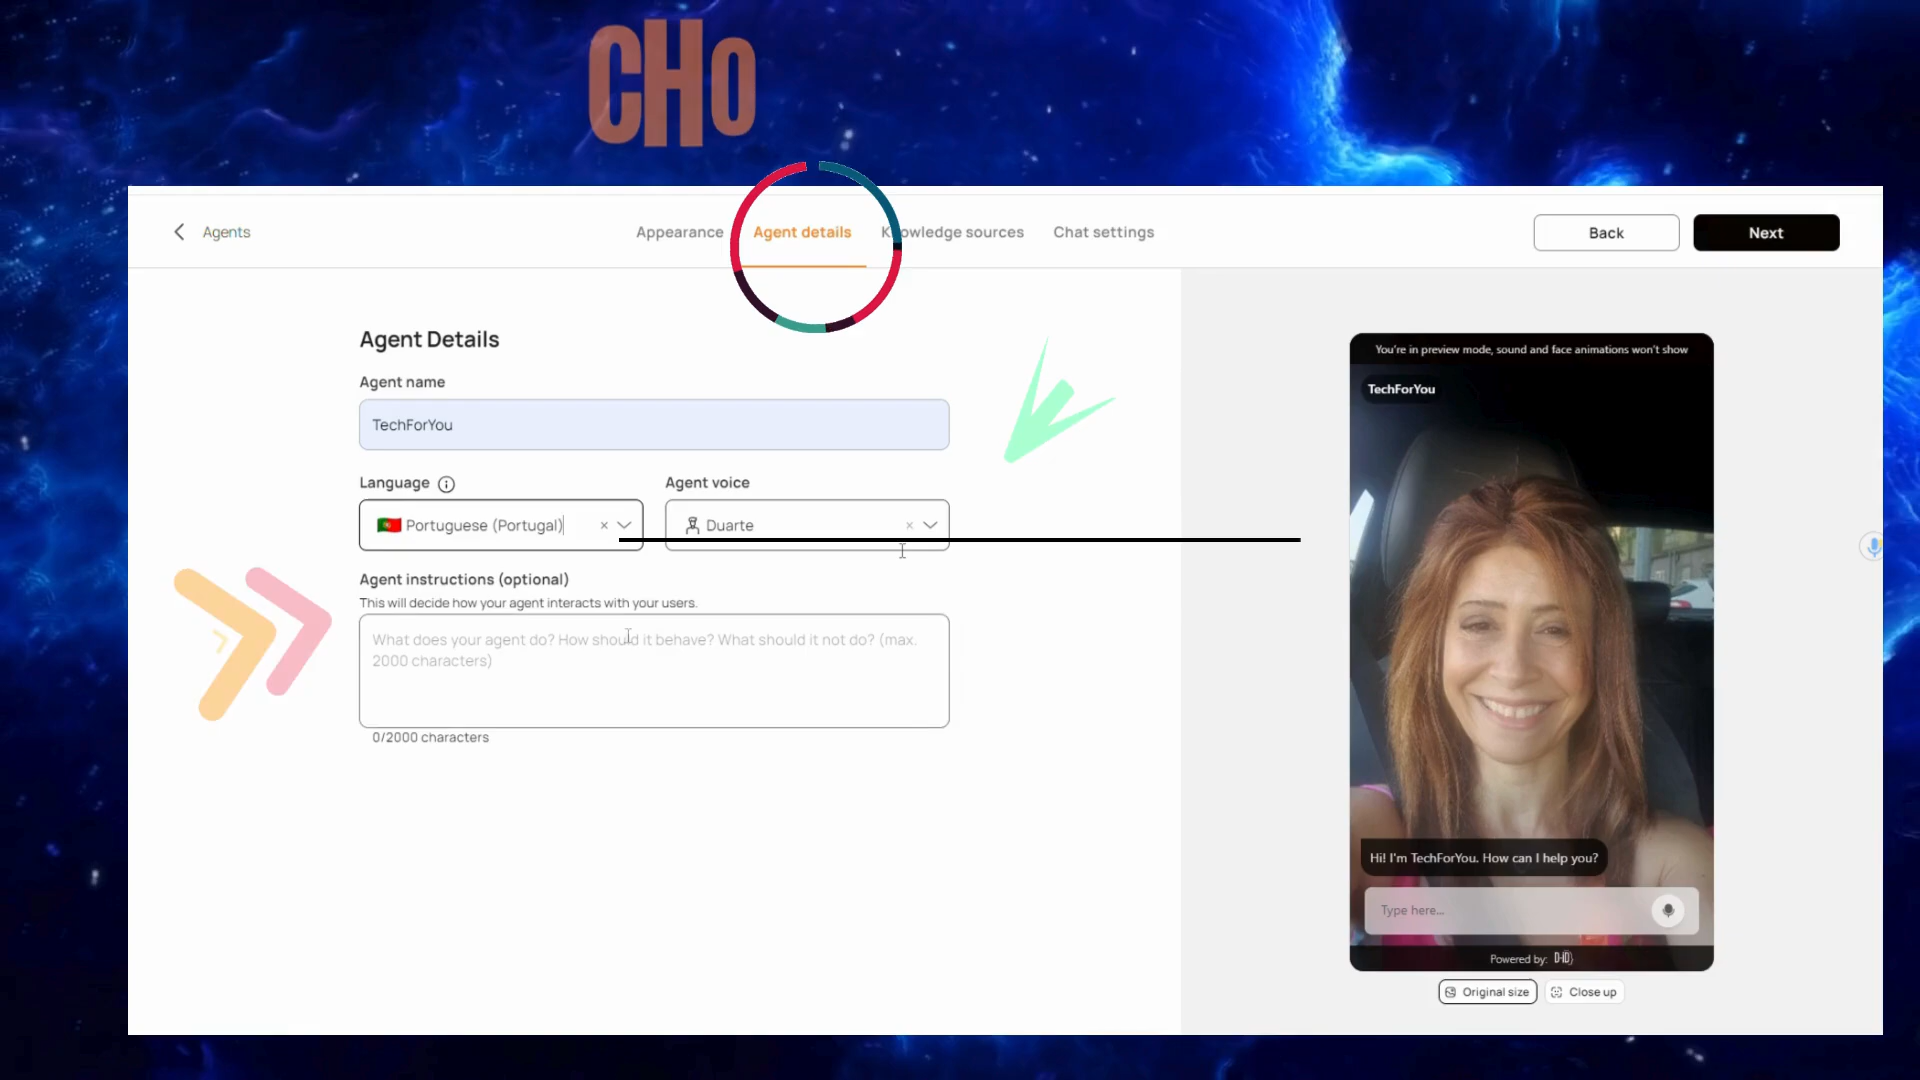 CHO
Agents
Appearance
Agent details
Knowledge sources
Chat settings
Back
Next
Agent Details
Agent name
TechForYou
Language
Agent voice
Portuguese (Portugal)
Duarte
Agent instructions (optional)
This will decide how your agent interacts with your users.
What does your agent do? How should it behave? What should it not do? (max.
2000 characters)
0/2000 characters
You're in preview mode, sound and face animations won't show
TechForYou
Hi! I'm TechForYou. How can I help you?
Type here...
Powered by: D-ID
Original size
Close up